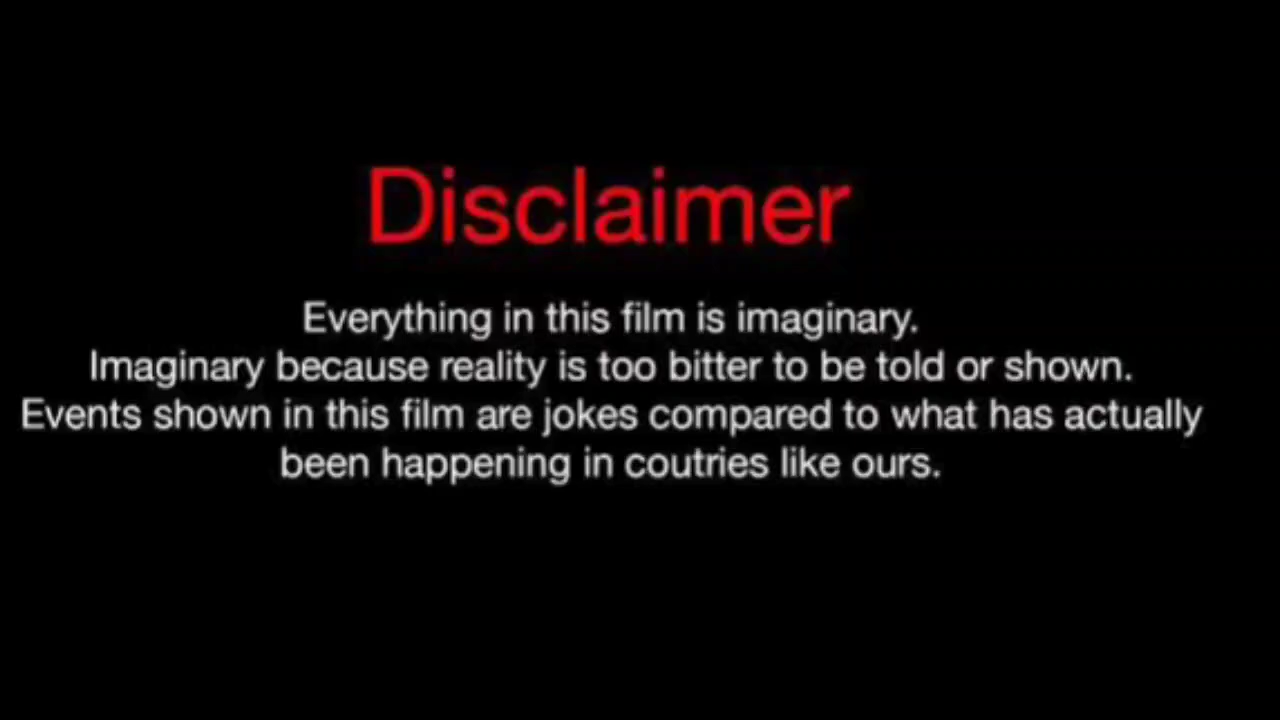 Disclaimer
Everything in this film is imaginary.
Imaginary because reality is too bitter to be told or shown.
Events shown in this film are jokes compared to what has actually
been happening in coutries like ours.